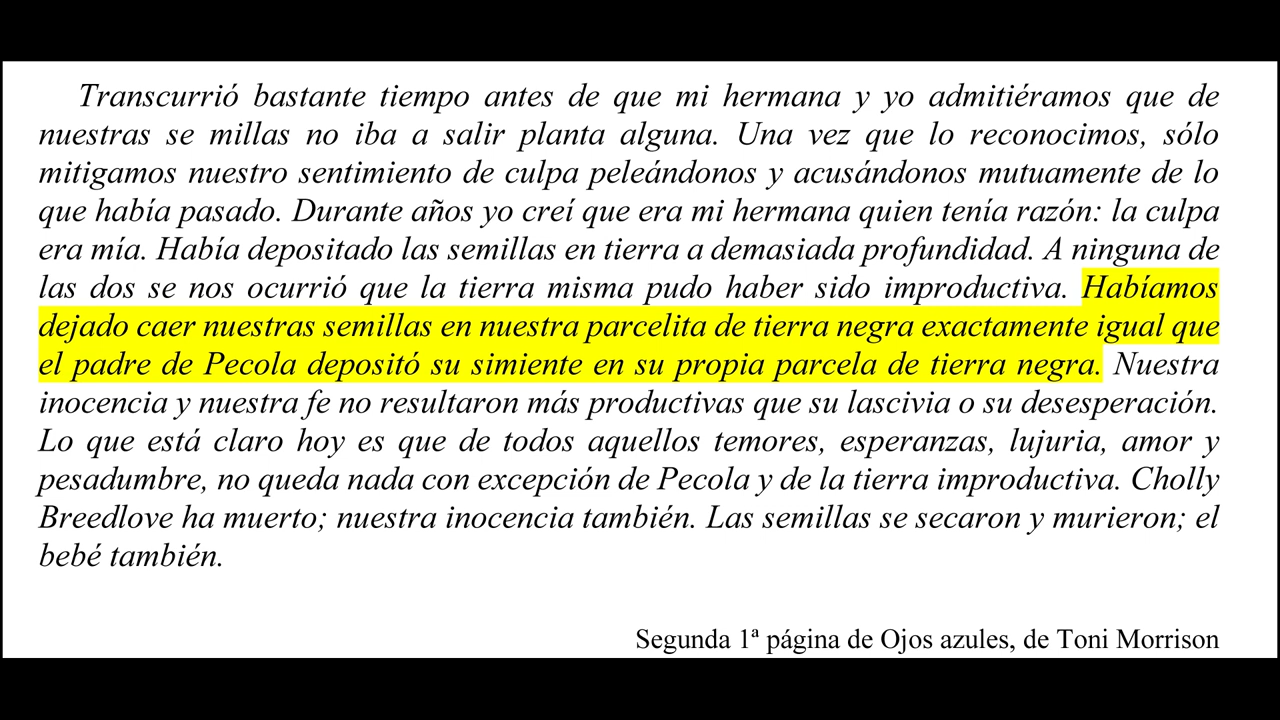 Transcurrió bastante tiempo antes de que mi hermana y yo admitiéramos que de
nuestras se millas no iba a salir planta alguna. Una vez que lo reconocimos, sólo
mitigamos nuestro sentimiento de culpa peleándonos y acusándonos mutuamente de lo
que había pasado. Durante años yo creí que era mi hermana quien tenía razón: la culpa
era mía. Había depositado las semillas en tierra a demasiada profundidad. A ninguna de
las dos se nos ocurrió que la tierra misma pudo haber sido improductiva. Habíamos
dejado caer nuestras semillas en nuestra parcelita de tierra negra exactamente igual que
el padre de Pecola depositó su simiente en su propia parcela de tierra negra. Nuestra
inocencia y nuestra fe no resultaron más productivas que su lascivia o su desesperación.
Lo que está claro hoy es que de todos aquellos temores, esperanzas, lujuria, amor y
pesadumbre, no queda nada con excepción de Pecola y de la tierra improductiva. Cholly
Breedlove ha muerto; nuestra inocencia también. Las semillas se secaron y murieron; el
bebé también.
Segunda 1ª página de Ojos azules, de Toni Morrison